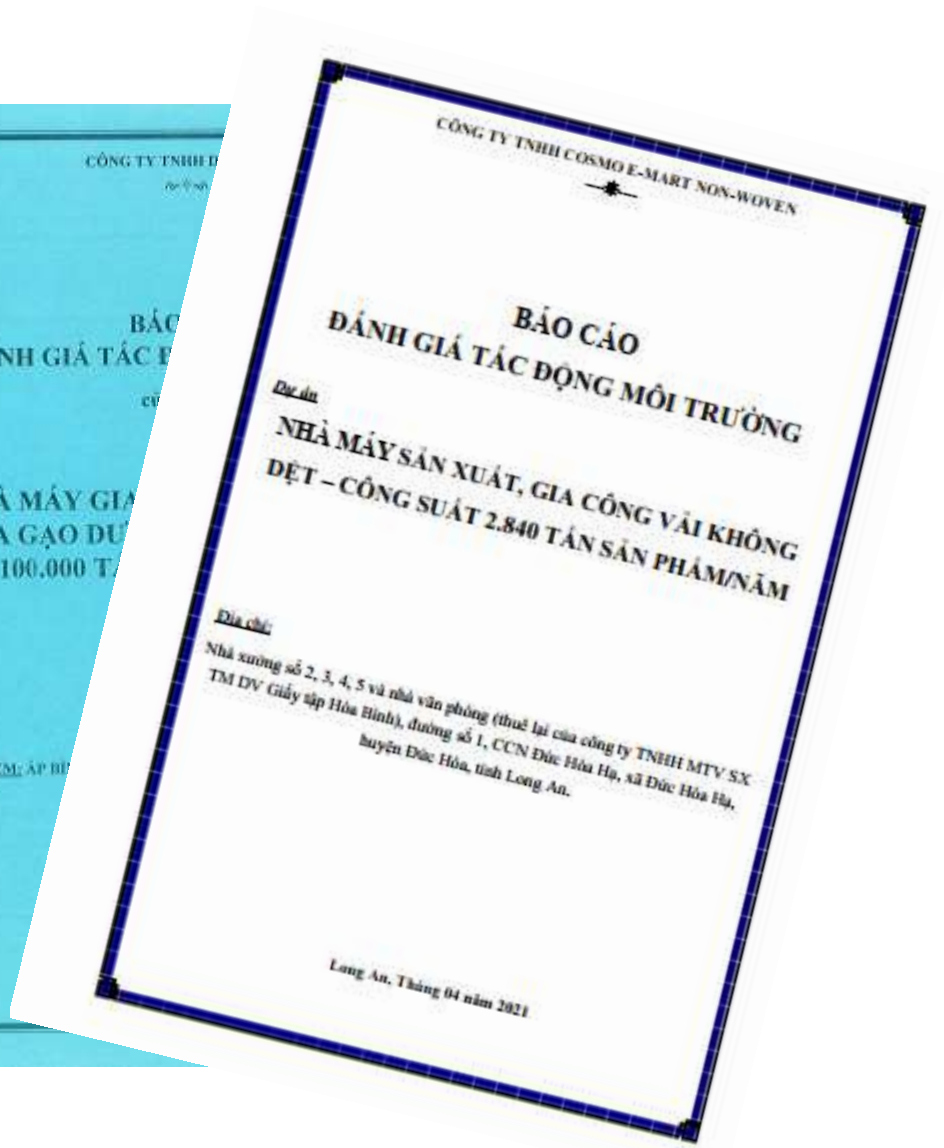 CÔNG TY TNHH COSMO E-MART NON-WOVEN
BÁO CÁO
ĐÁNH GIÁ TÁC ĐỘNG MÔI TRƯỜNG
Dự án
NHÀ MÁY SẢN XUẤT, GIA CÔNG VẢI KHÔNG
DỆT – CÔNG SUẤT 2.840 TẤN SẢN PHẨM/NĂM
Địa chỉ:
Nhà xưởng số 2, 3, 4, 5 và nhà văn phòng (thuê lại của công ty TNHH MTV SX
TM DV Giấy tập Hòa Bình), đường số 1, CCN Đức Hòa Hạ, xã Đức Hòa Hạ,
huyện Đức Hòa, tỉnh Long An.
Long An, Tháng 04 năm 2021
CÔNG TY TNHH
BÁC
GIÁ TÁC
MÁY
GẠO
100.000